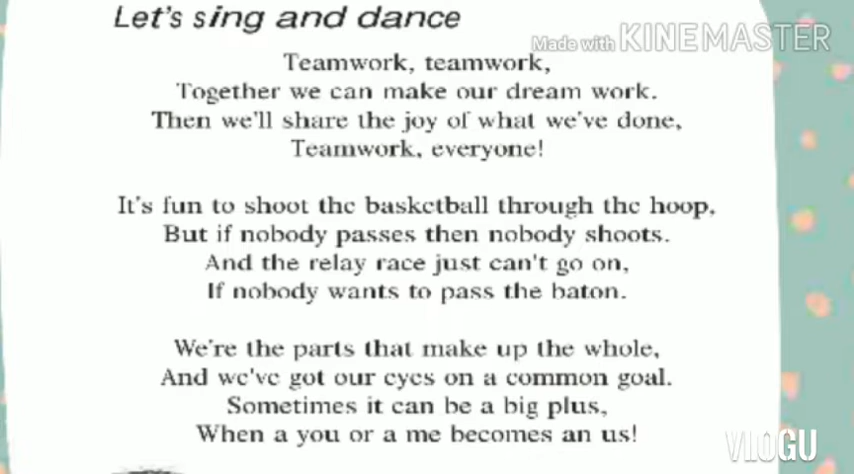 Let's sing and dance
Made with KINEMASTER
Teamwork, teamwork,
Together we can make our dream work.
Then we'll share the joy of what we've done,
Teamwork, everyone!
It's fun to shoot the basketball through the hoop,
But if nobody passes then nobody shoots.
And the relay race just can't go on,
If nobody wants to pass the baton.
We're the parts that make up the whole,
And we've got our eyes on a common goal.
Sometimes it can be a big plus,
When a you or a me becomes an us!
VLOGU